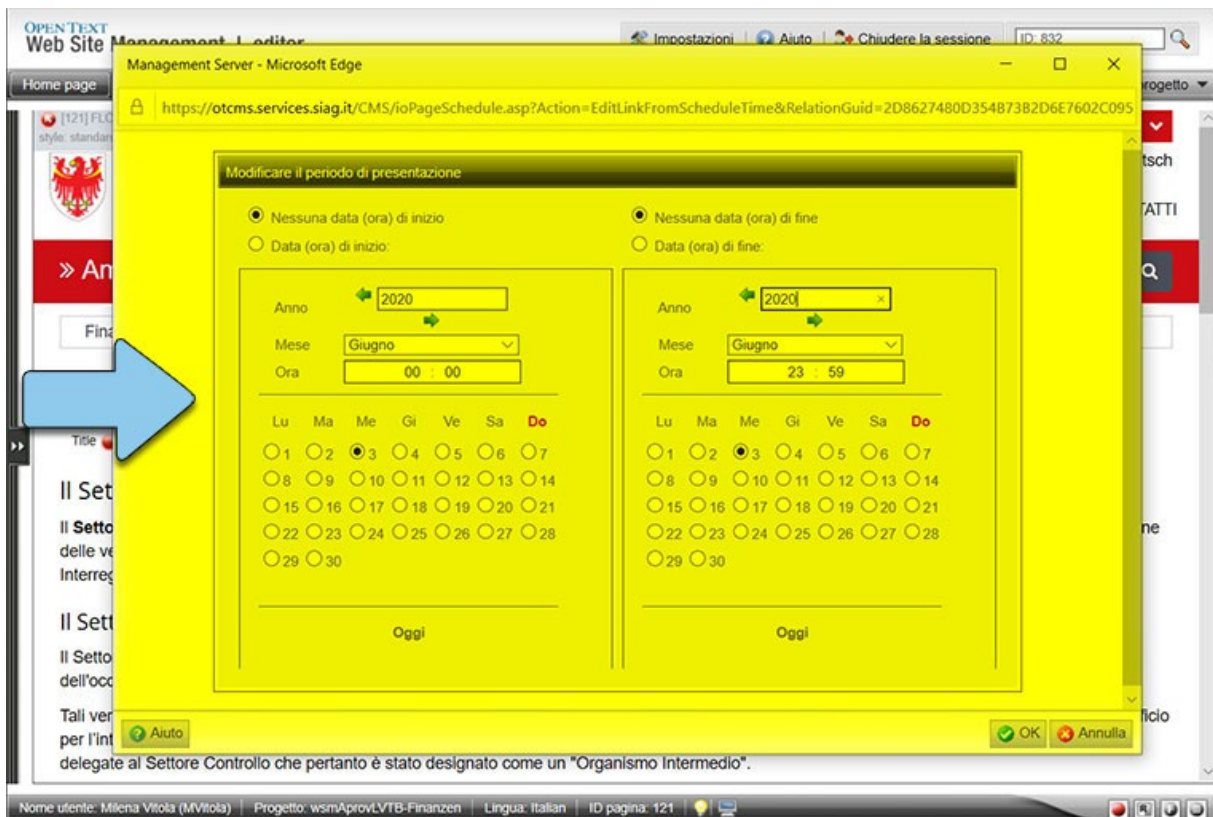 OPEN TEXT
Web Site Management | editor
Impostazioni | Aiuto | Chiudere la sessione
ID: 832
Management Server - Microsoft Edge
Home page
rogetto
https://otcms.services.siag.it/CMS/ioPageSchedule.asp?Action=EditLinkFromScheduleTime&RelationGuid=2D8627480D354B73B2D6E7602C095
[121] FLC
style: standar
tsch
Modificare il periodo di presentazione
TATTI
Nessuna data (ora) di inizio
Nessuna data (ora) di fine
Data (ora) di inizio:
Data (ora) di fine:
» Am
Anno 2020
Anno 2020
Fina
Mese Giugno
Mese Giugno
Ora 00 : 00
Ora 23 : 59
Lu Ma Me Gi Ve Sa Do
Lu Ma Me Gi Ve Sa Do
1 2 3 4 5 6 7
1 2 3 4 5 6 7
8 9 10 11 12 13 14
8 9 10 11 12 13 14
15 16 17 18 19 20 21
15 16 17 18 19 20 21
22 23 24 25 26 27 28
22 23 24 25 26 27 28
29 30
29 30
Oggi
Oggi
Title
Il Set
Il Setto
ne
delle ve
Interreg
Il Sett
Il Setto
dell'occ
Tali ver
ficio
per l'int
Aiuto
OK
Annulla
delegate al Settore Controllo che pertanto è stato designato come un "Organismo Intermedio".
Nome utente: Milena Vitola (MVitola) | Progetto: wsmAprovLVTB-Finanzen | Lingua: Italian | ID pagina: 121